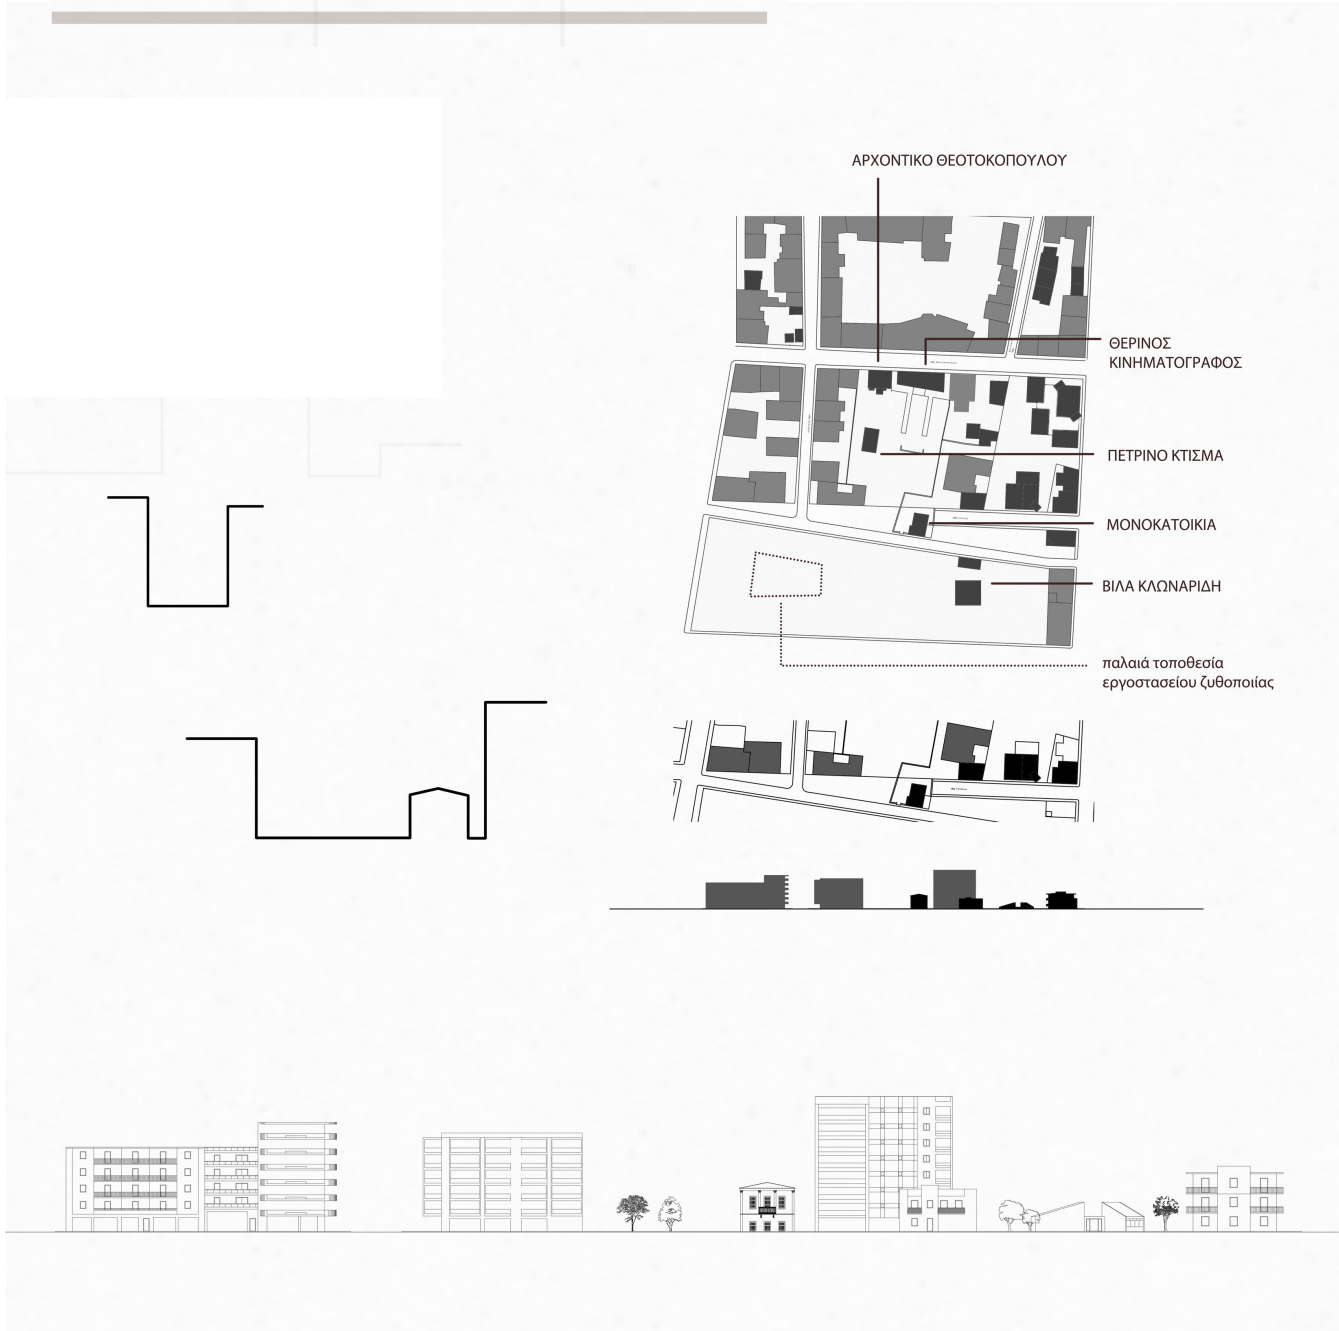 ΑΡΧΟΝΤΙΚΟ ΘΕΟΤΟΚΟΠΟΥΛΟΥ
ΘΕΡΙΝΟΣ
ΚΙΝΗΜΑΤΟΓΡΑΦΟΣ
ΠΕΤΡΙΝΟ ΚΤΙΣΜΑ
ΜΟΝΟΚΑΤΟΙΚΙΑ
ΒΙΛΑ ΚΛΩΝΑΡΙΔΗ
παλαιά τοποθεσία
εργοστασείου ζυθοποιίας